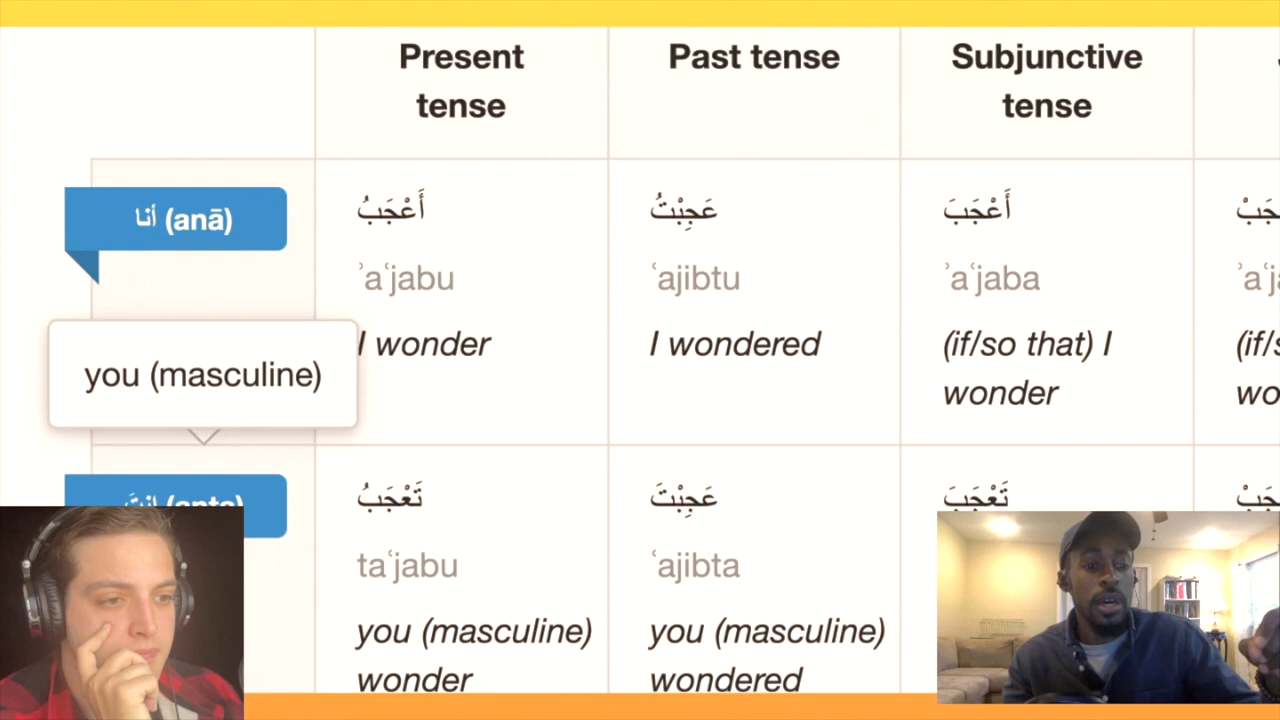 Present
tense
Past tense
Subjunctive
tense
أنا (anā)
أَعْجَبُ
عَجِبْتُ
أَعْجَبَ
ʾaʿjabu
ʿajibtu
ʾaʿjaba
I wonder
I wondered
(if/so that) I
wonder
you (masculine)
تَعْجَبُ
عَجِبْتَ
تَعْجَبَ
taʿjabu
ʿajibta
you (masculine)
wonder
you (masculine)
wondered